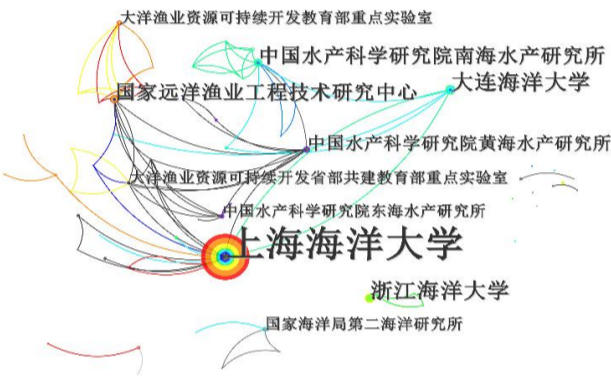 大洋渔业资源可持续开发教育部重点实验室
中国水产科学研究院南海水产研究所
大连海洋大学
国家远洋渔业工程技术研究中心
中国水产科学研究院黄海水产研究所
大洋渔业资源可持续开发省部共建教育部重点实验室
中国水产科学研究院东海水产研究所
上海海洋大学
浙江海洋大学
国家海洋局第二海洋研究所